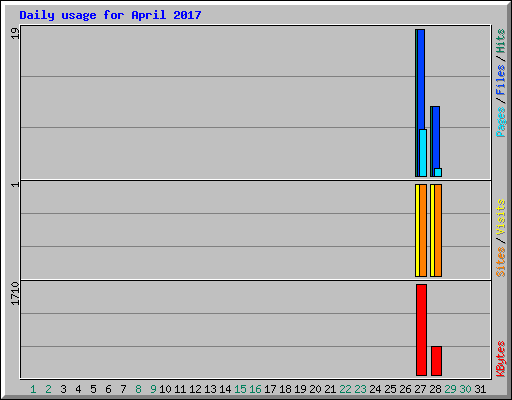 Daily usage for April 2017
19
Pages/Files/Hits
1
Sites/Visits
1710
KBytes
1 2 3 4 5 6 7 8 9 10 11 12 13 14 15 16 17 18 19 20 21 22 23 24 25 26 27 28 29 30 31